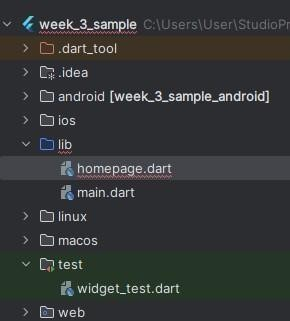 week_3_sample C:\Users\User\StudioPr
.dart_tool
.idea
android [week_3_sample_android]
ios
lib
homepage.dart
main.dart
linux
macos
test
widget_test.dart
web